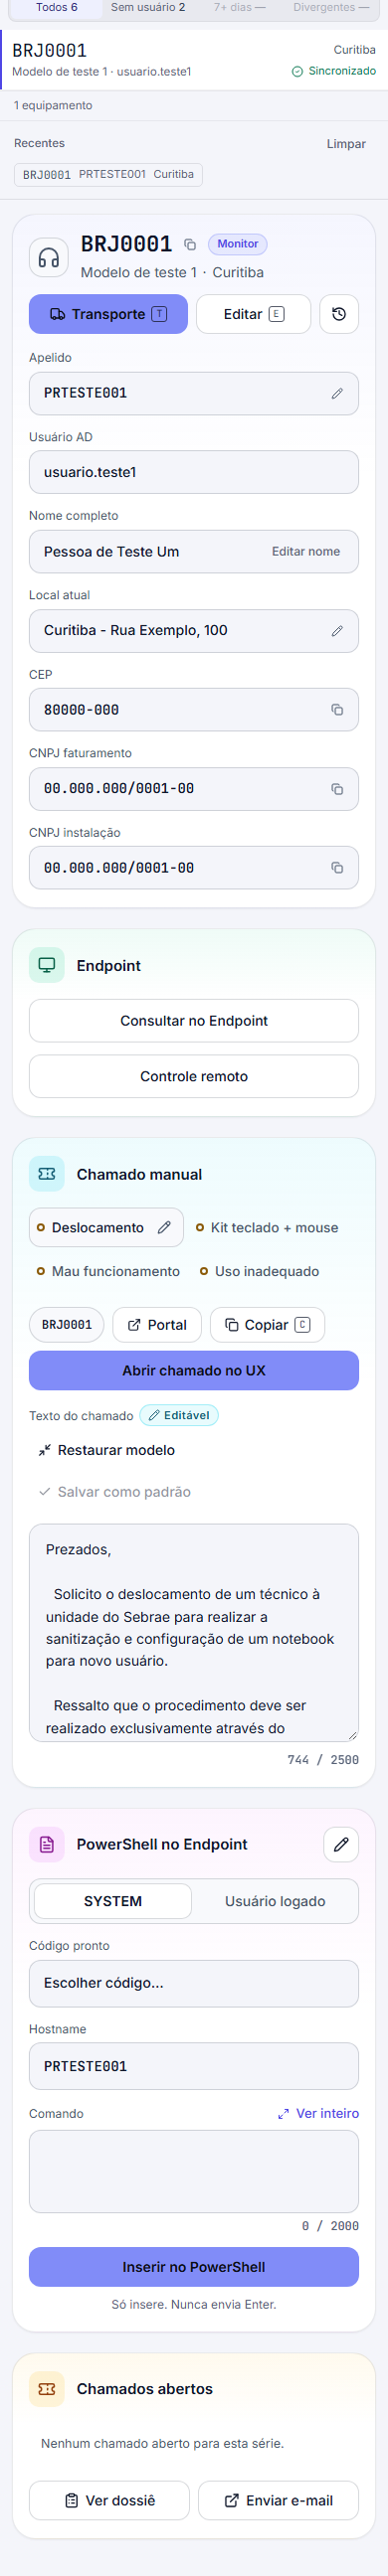 Todos 6 Sem usuário 2 7+ dias — Divergentes —
BRJ0001 Curitiba
Modelo de teste 1 · usuario.teste1 Sincronizado
1 equipamento
Recentes Limpar
BRJ0001 PRTESTE001 Curitiba
BRJ0001 Monitor
Modelo de teste 1 · Curitiba
Transporte T Editar E
Apelido
PRTESTE001
Usuário AD
usuario.teste1
Nome completo
Pessoa de Teste Um Editar nome
Local atual
Curitiba - Rua Exemplo, 100
CEP
80000-000
CNPJ faturamento
00.000.000/0001-00
CNPJ instalação
00.000.000/0001-00
Endpoint
Consultar no Endpoint
Controle remoto
Chamado manual
Deslocamento Kit teclado + mouse
Mau funcionamento Uso inadequado
BRJ0001 Portal Copiar C
Abrir chamado no UX
Texto do chamado Editável
Restaurar modelo
Salvar como padrão
Prezados,
Solicito o deslocamento de um técnico à
unidade do Sebrae para realizar a
sanitização e configuração de um notebook
para novo usuário.
Ressalto que o procedimento deve ser
realizado exclusivamente através do
744 / 2500
PowerShell no Endpoint
SYSTEM Usuário logado
Código pronto
Escolher código...
Hostname
PRTESTE001
Comando Ver inteiro
0 / 2000
Inserir no PowerShell
Só insere. Nunca envia Enter.
Chamados abertos
Nenhum chamado aberto para esta série.
Ver dossiê Enviar e-mail